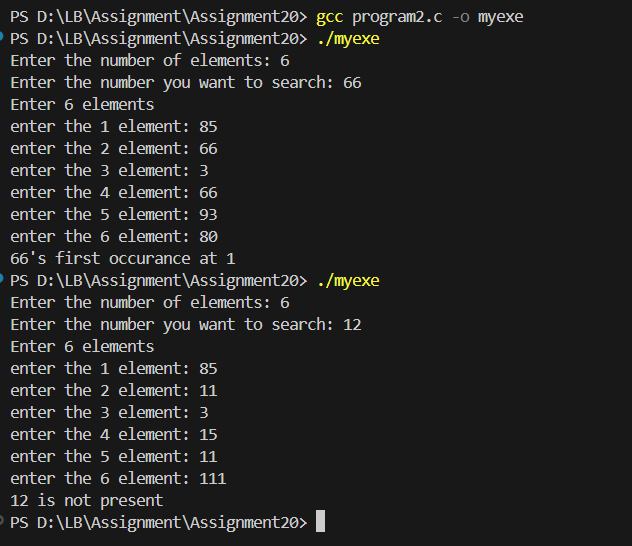 PS D:\LB\Assignment\Assignment20> gcc program2.c -o myexe
PS D:\LB\Assignment\Assignment20> ./myexe
Enter the number of elements: 6
Enter the number you want to search: 66
Enter 6 elements
enter the 1 element: 85
enter the 2 element: 66
enter the 3 element: 3
enter the 4 element: 66
enter the 5 element: 93
enter the 6 element: 80
66's first occurance at 1
PS D:\LB\Assignment\Assignment20> ./myexe
Enter the number of elements: 6
Enter the number you want to search: 12
Enter 6 elements
enter the 1 element: 85
enter the 2 element: 11
enter the 3 element: 3
enter the 4 element: 15
enter the 5 element: 11
enter the 6 element: 111
12 is not present
PS D:\LB\Assignment\Assignment20>